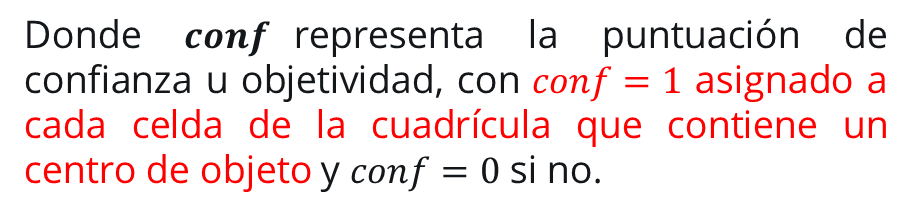 Donde conf representa la puntuación de
confianza u objetividad, con conf = 1 asignado a
cada celda de la cuadrícula que contiene un
centro de objeto y conf = 0 si no.